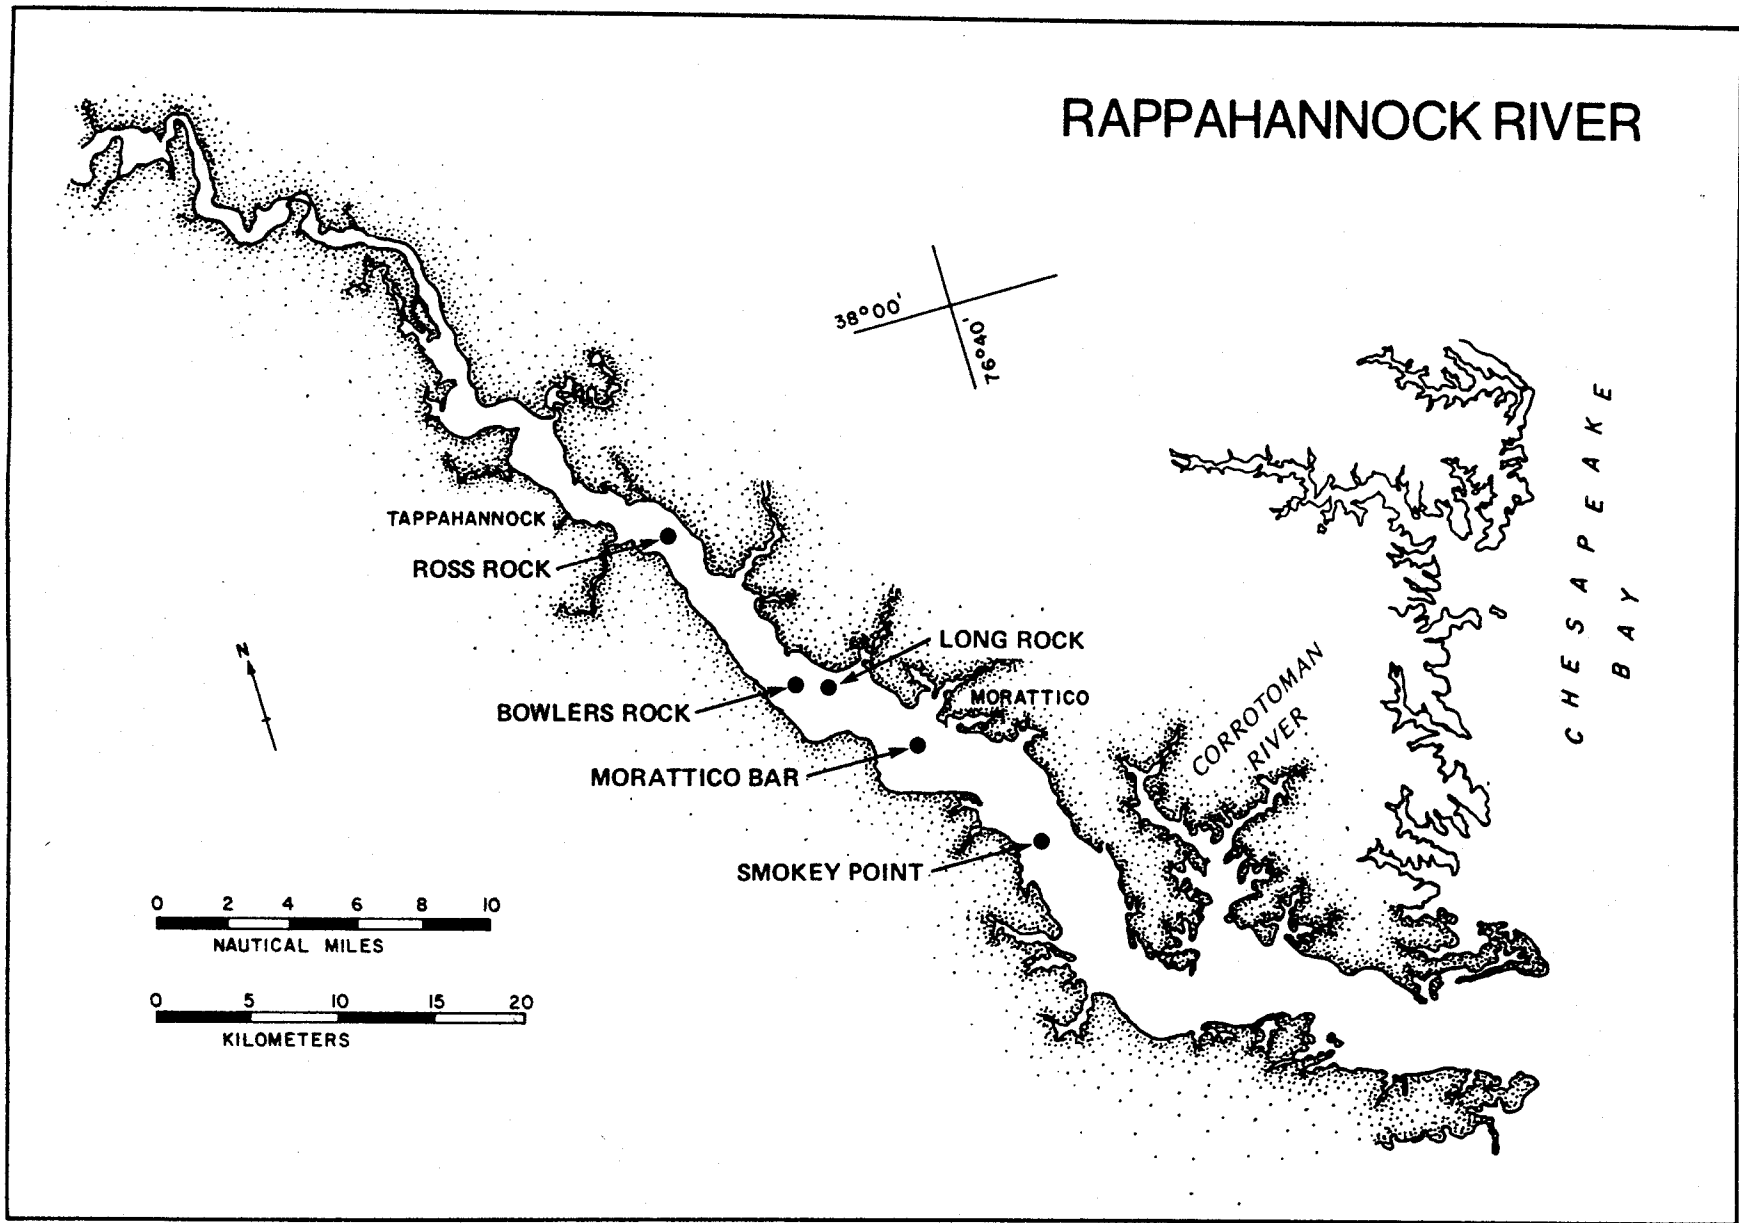 RAPPAHANNOCK RIVER
38°00'
76°40'
CHESAPEAKE
BAY
TAPPAHANNOCK
ROSS ROCK
LONG ROCK
N
BOWLERS ROCK
MORATTICO
CORROTOMAN
RIVER
MORATTICO BAR
SMOKEY POINT
0 2 4 6 8 10
NAUTICAL MILES
0 5 10 15 20
KILOMETERS